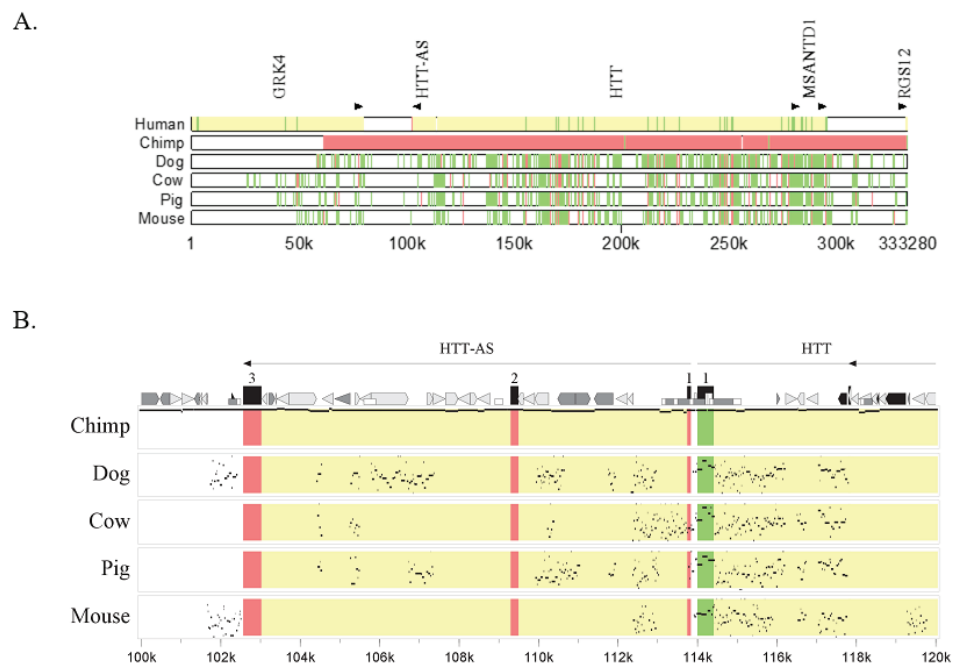 A.
GRK4 HTT-AS HTT MSANTD1 RGS12
Human
Chimp
Dog
Cow
Pig
Mouse
1 50k 100k 150k 200k 250k 300k 333280
B.
HTT-AS HTT
3 2 1 1
Chimp
Dog
Cow
Pig
Mouse
100k 102k 104k 106k 108k 110k 112k 114k 116k 118k 120k